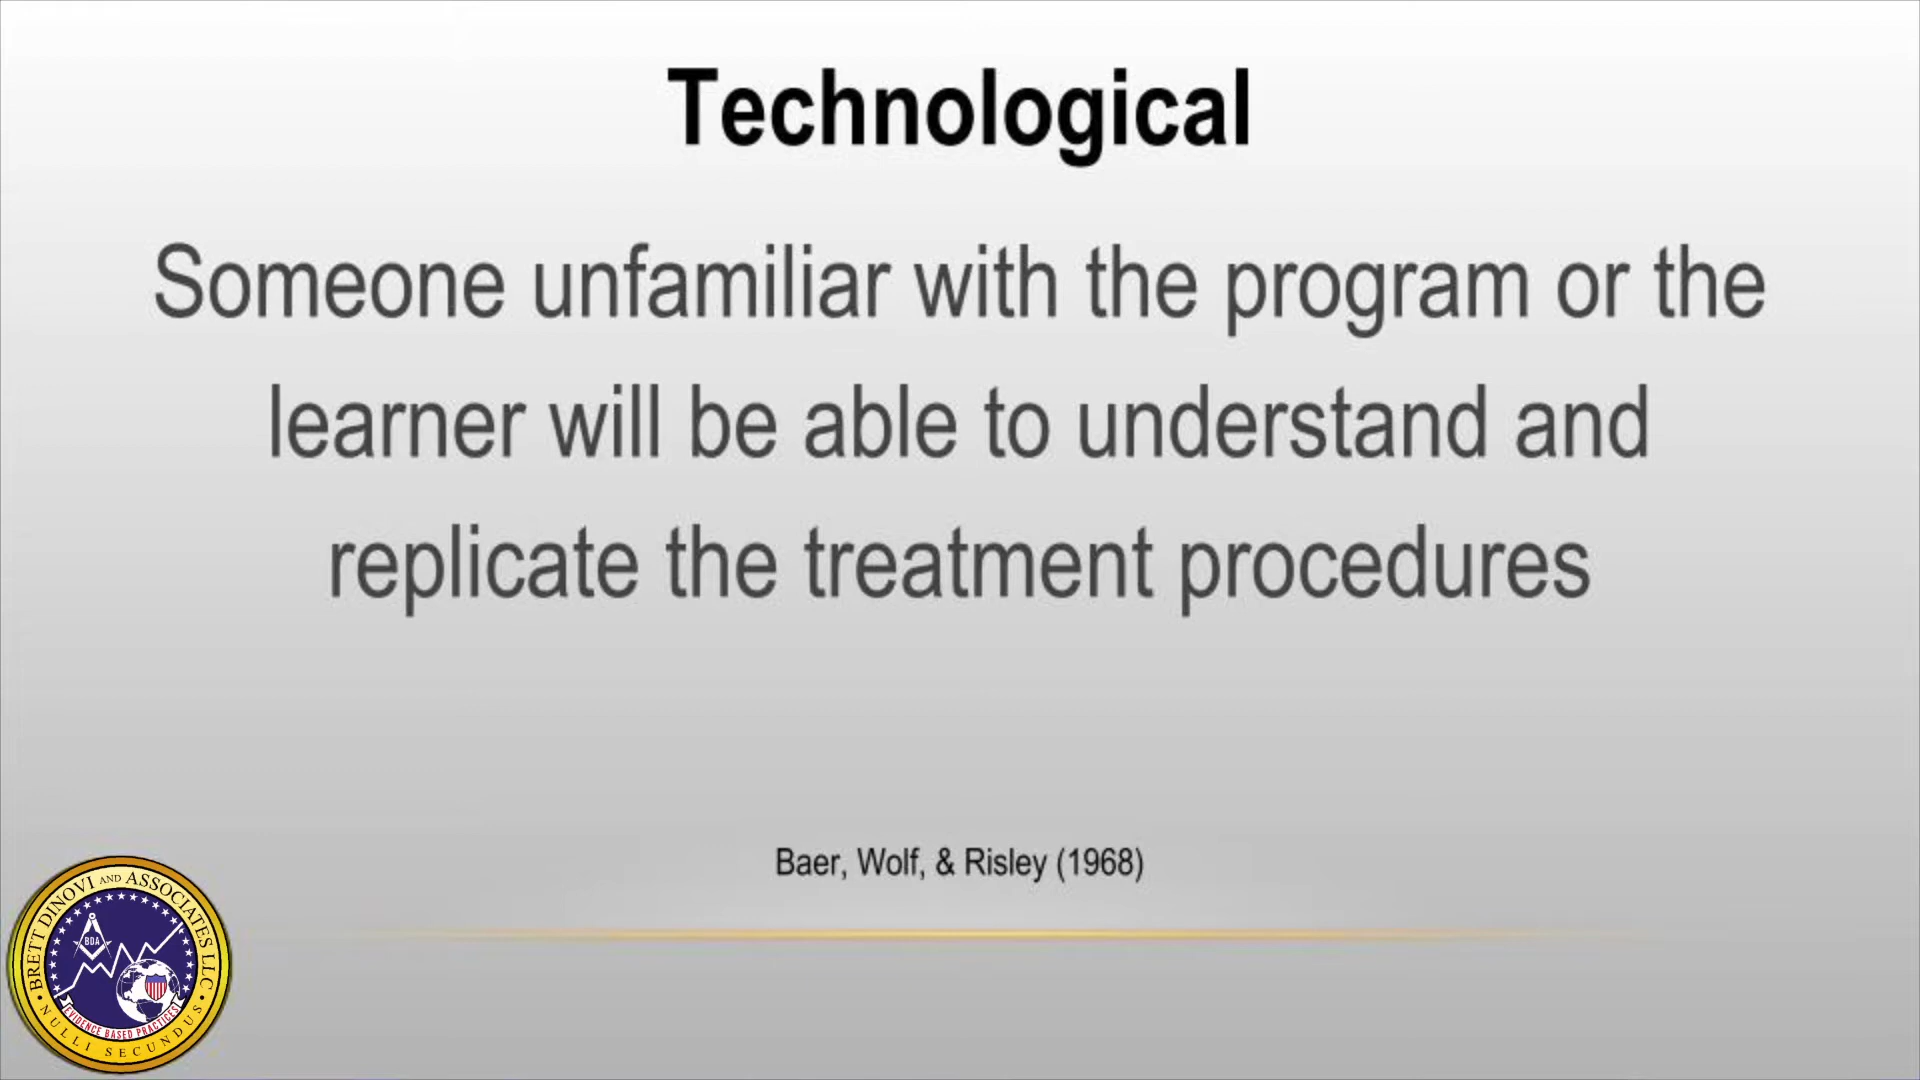 Technological
Someone unfamiliar with the program or the
learner will be able to understand and
replicate the treatment procedures
Baer, Wolf, & Risley (1968)
BRETT DINOVI AND ASSOCIATES LLC
BDA
EVIDENCE BASED PRACTICES
NULLI SECUNDUS